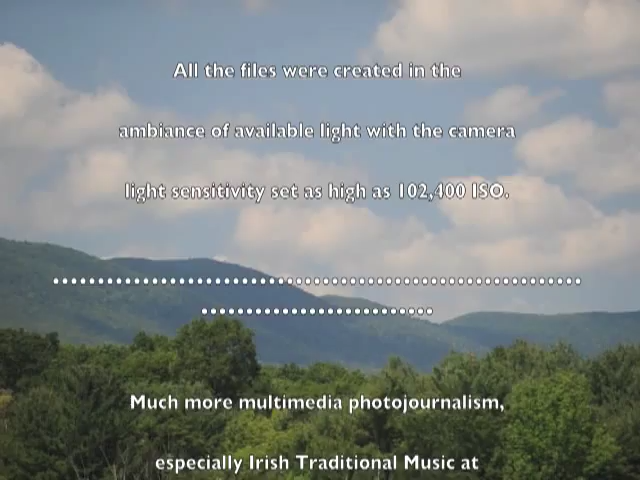 All the files were created in the
ambiance of available light with the camera
light sensitivity set as high as 102,400 ISO.
Much more multimedia photojournalism,
especially Irish Traditional Music at